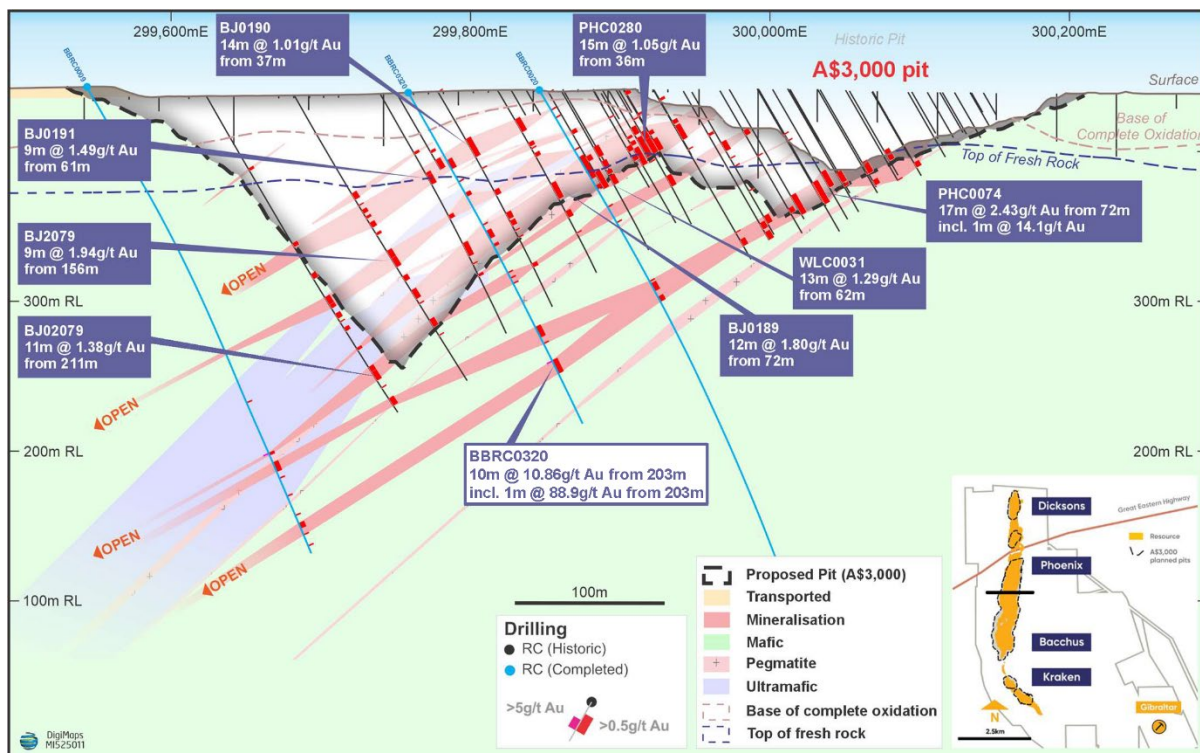 299,600mE
299,800mE
300,000mE
300,200mE
BJ0190
14m @ 1.01g/t Au
from 37m
PHC0280
15m @ 1.05g/t Au
from 36m
Historic Pit
A$3,000 pit
Surface
BBRC0009
BBRC0320
BBRC0020
BJ0191
9m @ 1.49g/t Au
from 61m
Base of
Complete Oxidation
Top of Fresh Rock
PHC0074
17m @ 2.43g/t Au from 72m
incl. 1m @ 14.1g/t Au
BJ2079
9m @ 1.94g/t Au
from 156m
WLC0031
13m @ 1.29g/t Au
from 62m
OPEN
300m RL
300m RL
BJ02079
11m @ 1.38g/t Au
from 211m
BJ0189
12m @ 1.80g/t Au
from 72m
OPEN
200m RL
200m RL
BBRC0320
10m @ 10.86g/t Au from 203m
incl. 1m @ 88.9g/t Au from 203m
OPEN
OPEN
100m RL
100m
Drilling
RC (Historic)
RC (Completed)
>5g/t Au
>0.5g/t Au
Proposed Pit (A$3,000)
Transported
Mineralisation
Mafic
Pegmatite
Ultramafic
Base of complete oxidation
Top of fresh rock
Dicksons
Great Eastern Highway
Resource
A$3,000
planned pits
Phoenix
Bacchus
Kraken
Gibraltar
N
2.5km
DigiMaps
MI525011